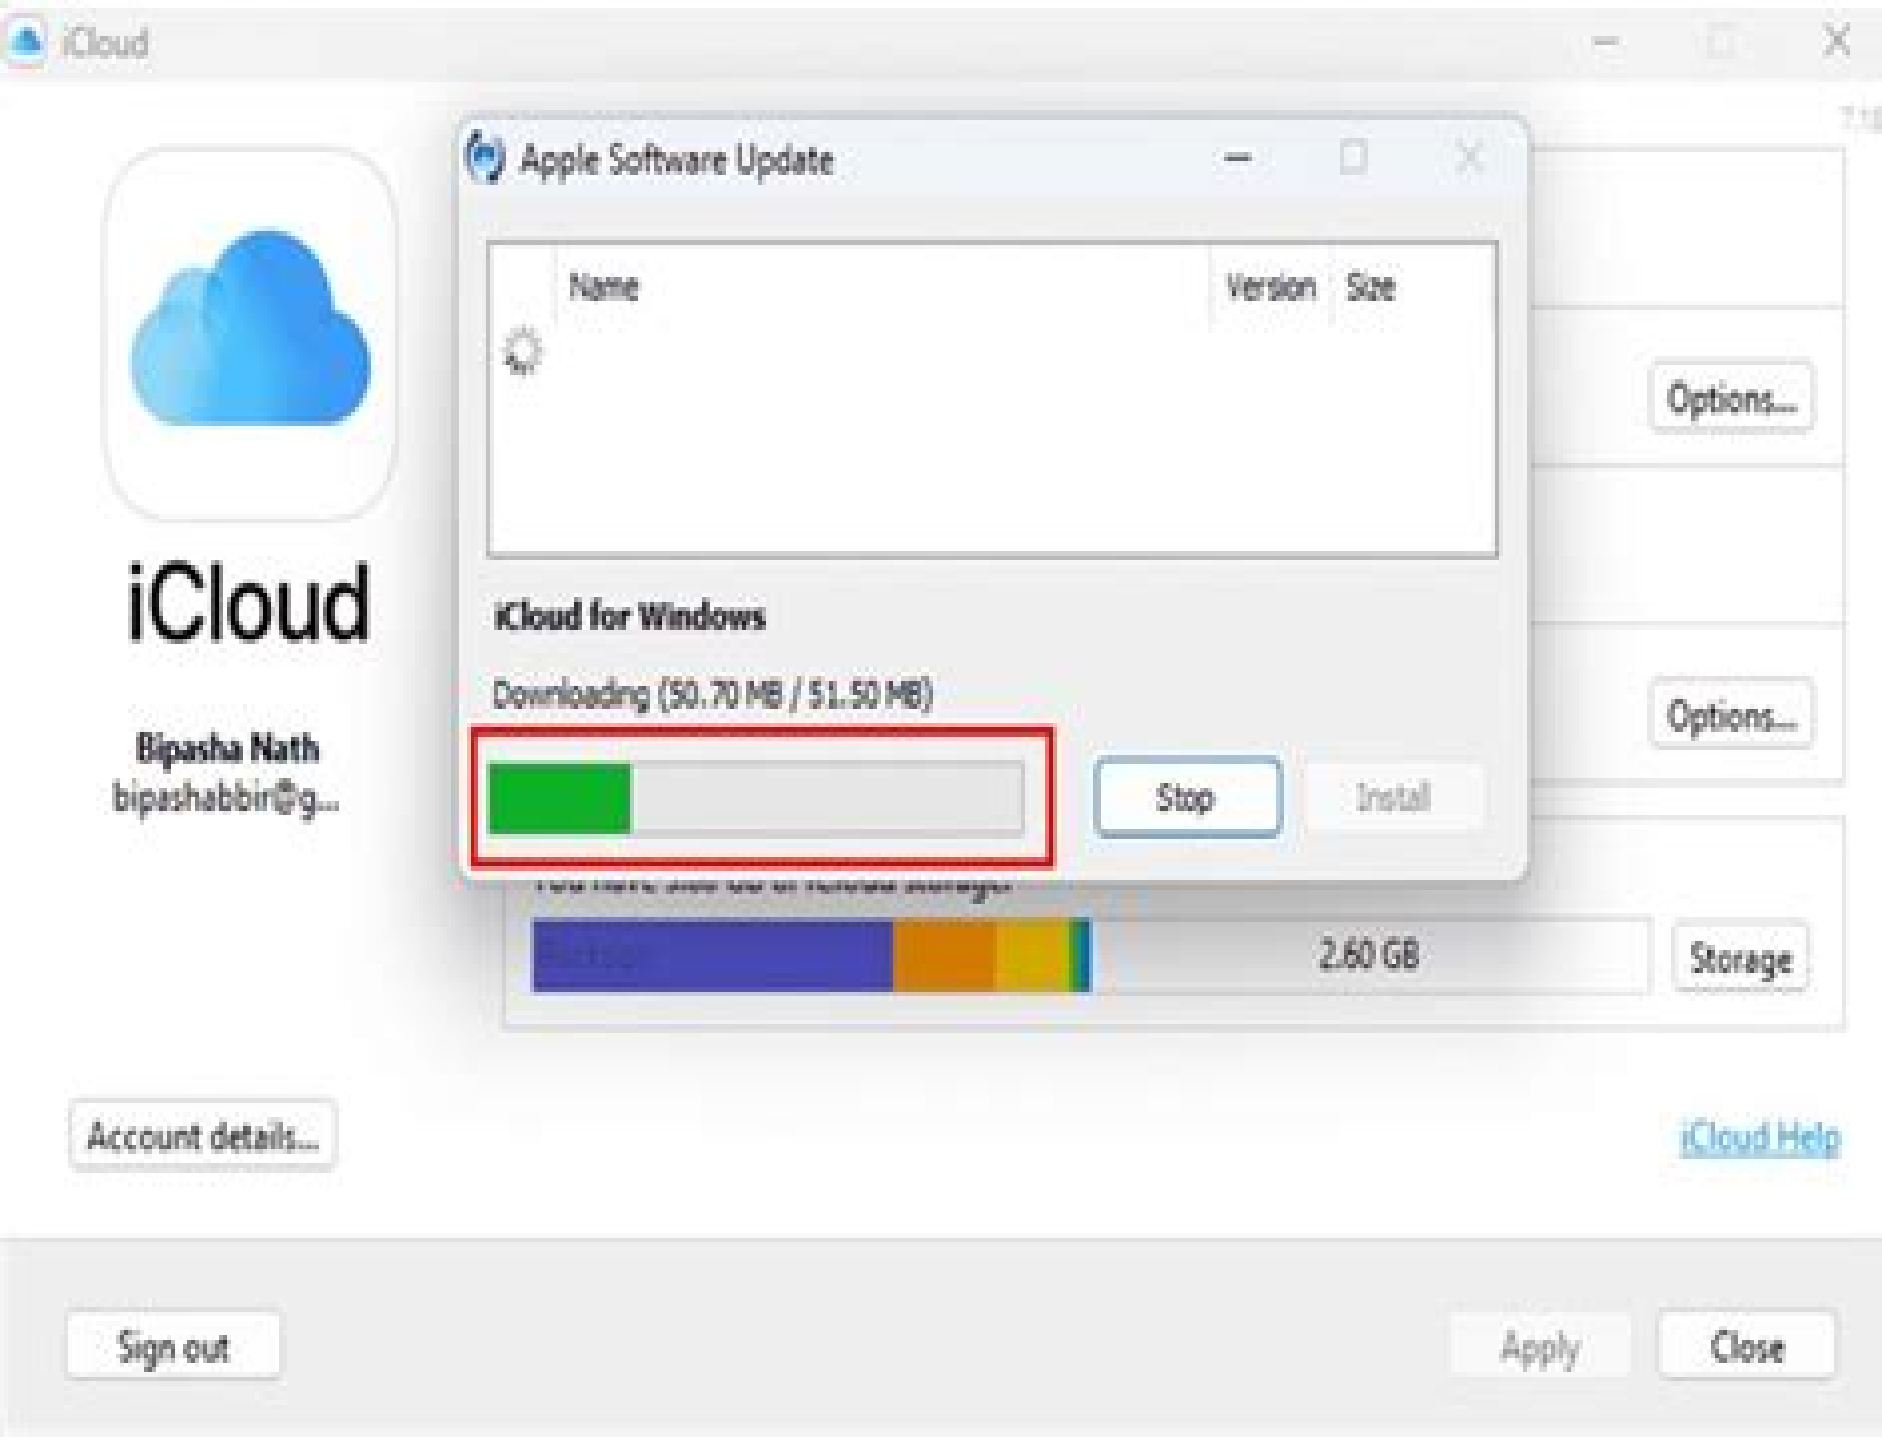 iCloud
Apple Software Update
Name Version Size
Options...
iCloud
iCloud for Windows
Downloading (50.70 MB / 51.50 MB)
Options...
Bipasha Nath
bipashabbir@g...
Stop Install
2.60 GB Storage
Account details... iCloud Help
Sign out Apply Close